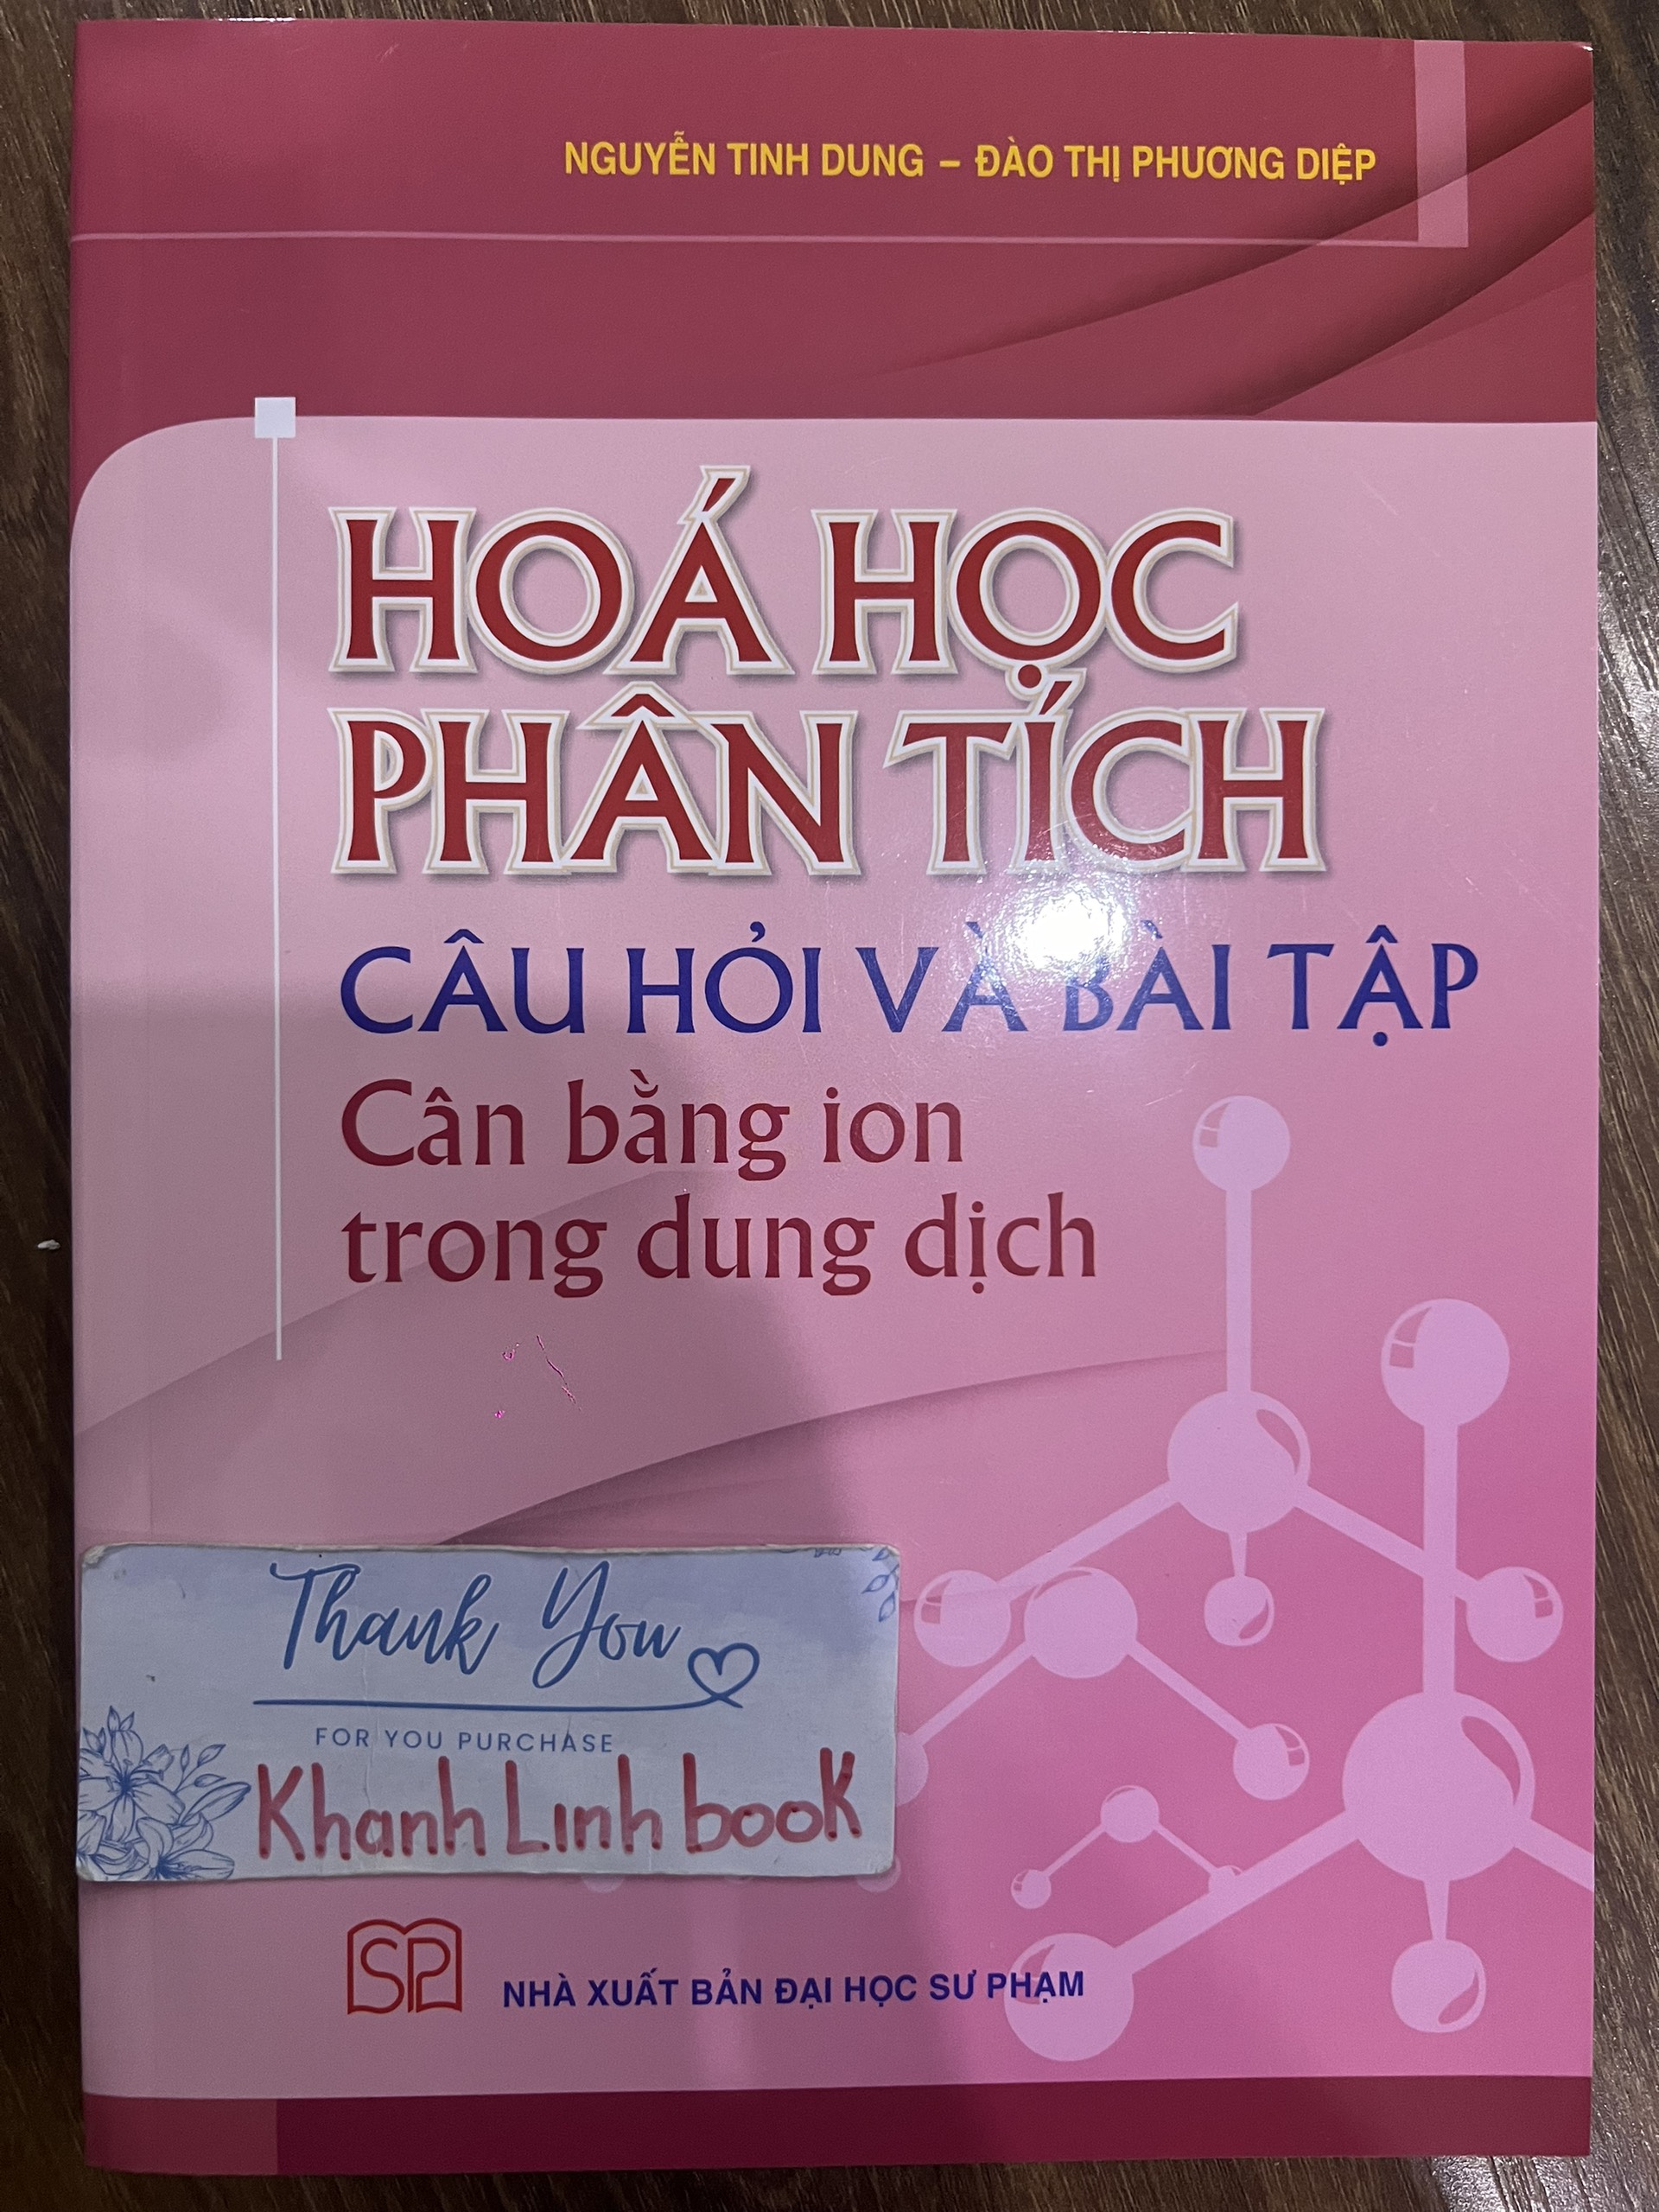 NGUYỄN TINH DUNG – ĐÀO THỊ PHƯƠNG DIỆP
HOÁ HỌC
PHÂN TÍCH
CÂU HỎI VÀ BÀI TẬP
Cân bằng ion
trong dung dịch
Thank You
FOR YOU PURCHASE
Khanh Linh book
SP
NHÀ XUẤT BẢN ĐẠI HỌC SƯ PHẠM